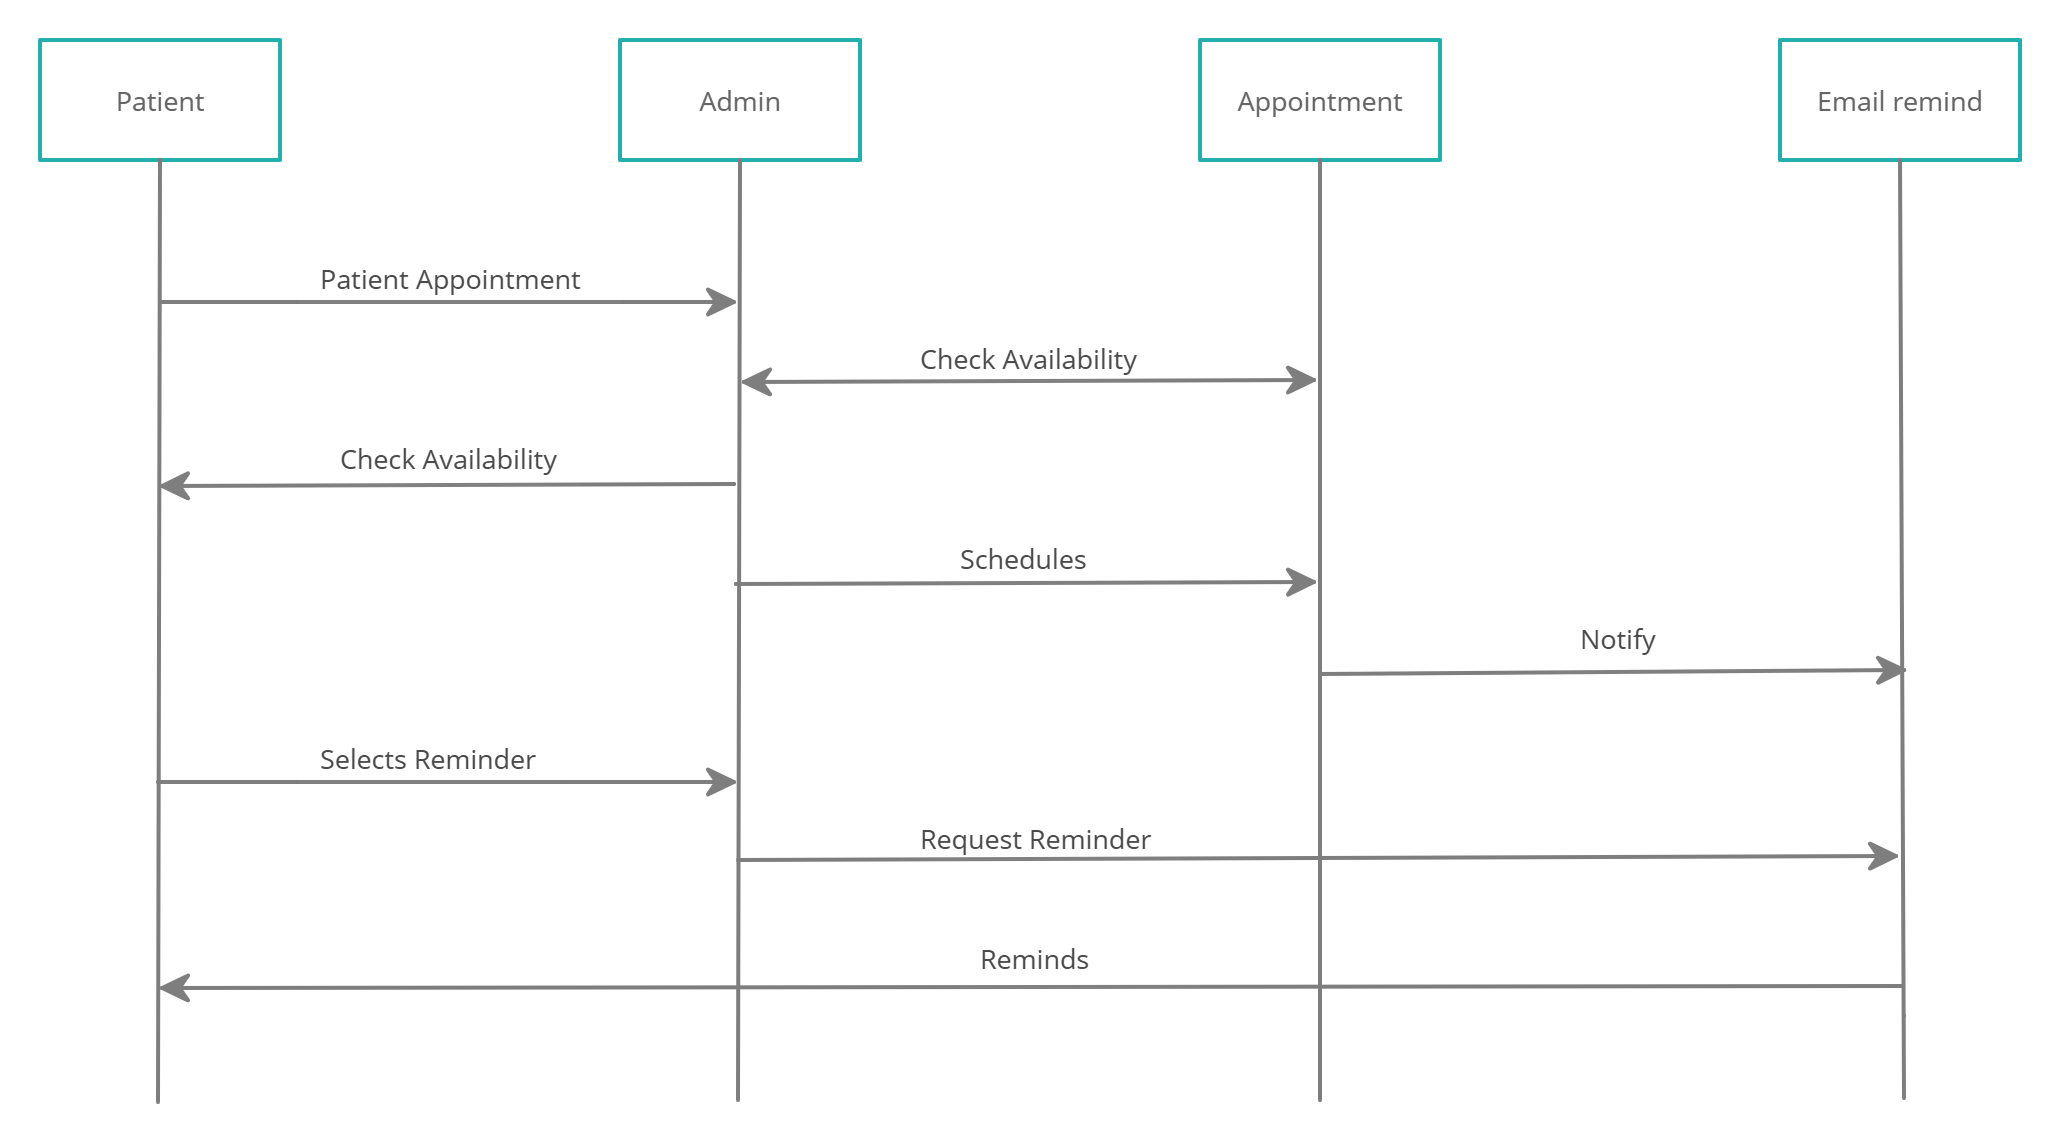 Patient
Admin
Appointment
Email remind
Patient Appointment
Check Availability
Check Availability
Schedules
Notify
Selects Reminder
Request Reminder
Reminds